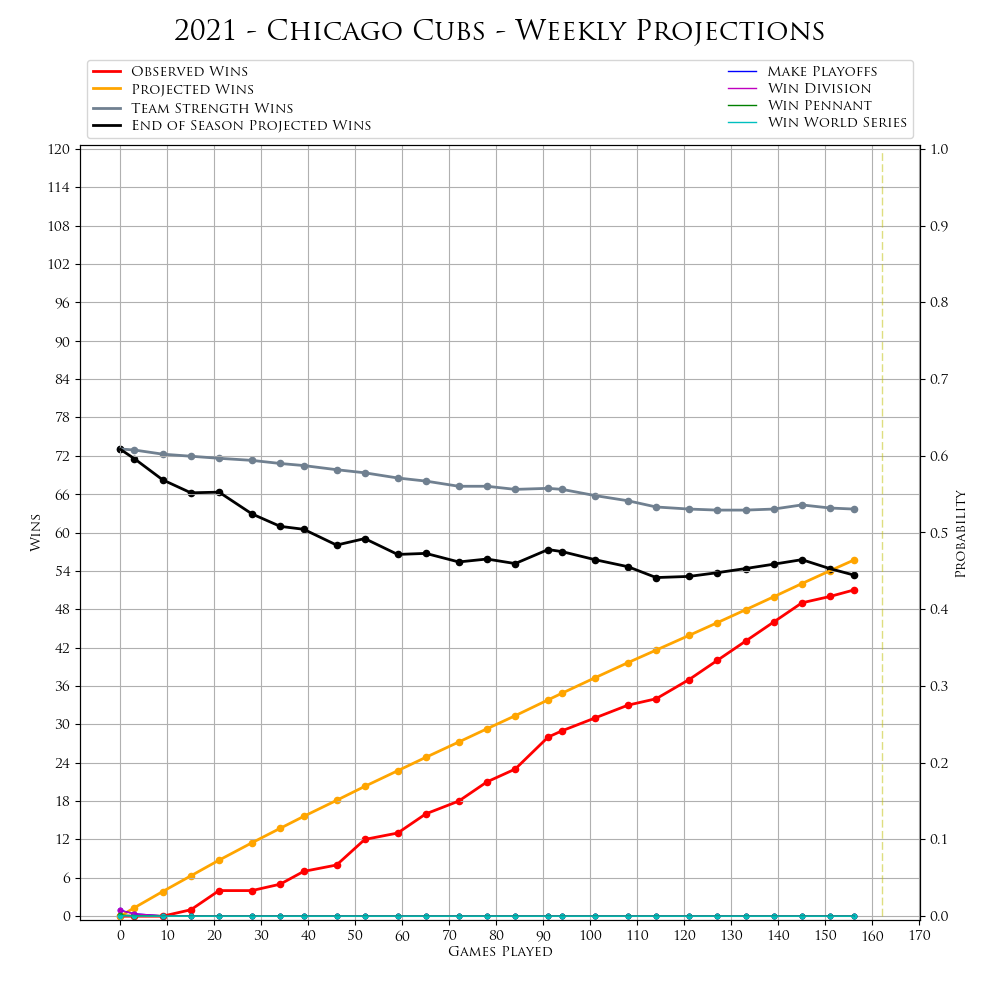 2021 - Chicago Cubs - Weekly Projections
Observed Wins
Projected Wins
Team Strength Wins
End of Season Projected Wins
Make Playoffs
Win Division
Win Pennant
Win World Series
120
114
108
102
96
90
84
78
72
66
60
54
48
42
36
30
24
18
12
6
0
Wins
1.0
0.9
0.8
0.7
0.6
0.5
0.4
0.3
0.2
0.1
0.0
Probability
0 10 20 30 40 50 60 70 80 90 100 110 120 130 140 150 160 170
Games Played